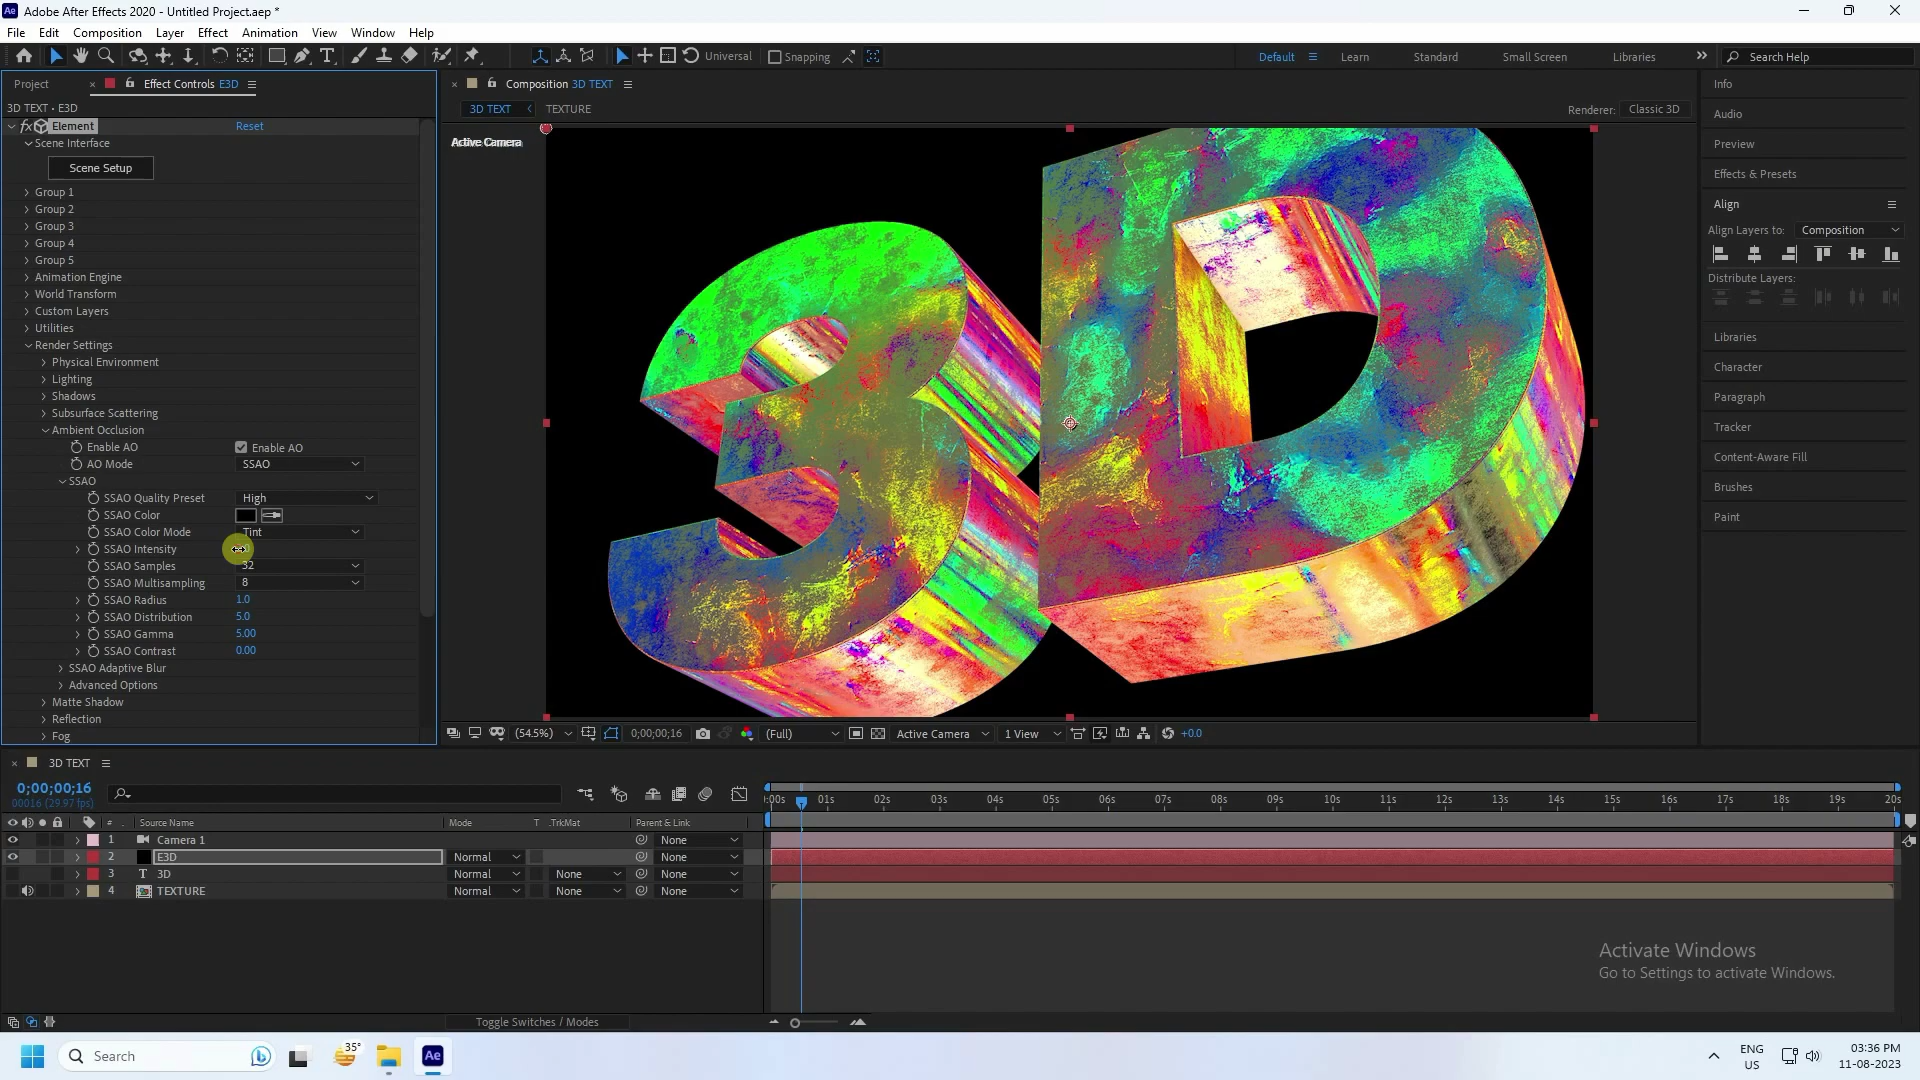 Adobe After Effects 2020 - Untitled Project.aep *
File Edit Composition Layer Effect Animation View Window Help
Universal Snapping Default Learn Standard Small Screen Libraries Search Help
Project Effect Controls E3D
3D TEXT • E3D
Element Reset
Scene Interface
Scene Setup
Group 1
Group 2
Group 3
Group 4
Group 5
Animation Engine
World Transform
Custom Layers
Utilities
Render Settings
Physical Environment
Lighting
Shadows
Subsurface Scattering
Ambient Occlusion
Enable AO Enable AO
AO Mode SSAO
SSAO
SSAO Quality Preset High
SSAO Color
SSAO Color Mode Tint
SSAO Intensity
SSAO Samples 32
SSAO Multisampling 8
SSAO Radius 1.0
SSAO Distribution 5.0
SSAO Gamma 5.00
SSAO Contrast 0.00
SSAO Adaptive Blur
Advanced Options
Matte Shadow
Reflection
Fog
Composition 3D TEXT
3D TEXT TEXTURE
Renderer: Classic 3D
Active Camera
3D
(54.5%) 0;00;00;16 (Full) Active Camera 1 View +0.0
Info
Audio
Preview
Effects & Presets
Align
Align Layers to: Composition
Distribute Layers:
Libraries
Character
Paragraph
Tracker
Content-Aware Fill
Brushes
Paint
3D TEXT
0;00;00;16
00016 (29.97 fps)
# Source Name Mode T .TrkMat Parent & Link
:00s 01s 02s 03s 04s 05s 06s 07s 08s 09s 10s 11s 12s 13s 14s 15s 16s 17s 18s 19s 20s
1 Camera 1 None
2 E3D Normal None
3 T 3D Normal None None
4 TEXTURE Normal None None
Toggle Switches / Modes
Activate Windows
Go to Settings to activate Windows.
Search 35° Ae
ENG
US
03:36 PM
11-08-2023